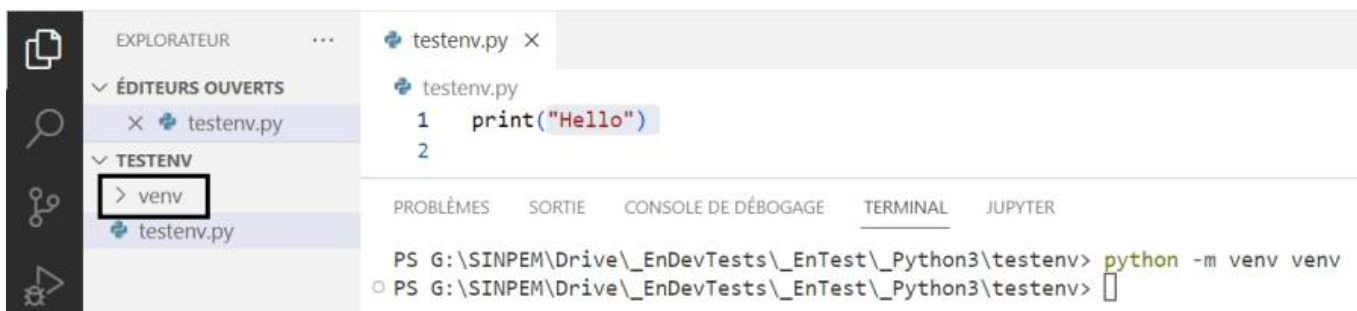 EXPLORATEUR ...
ÉDITEURS OUVERTS
testenv.py
TESTENV
venv
testenv.py
testenv.py
testenv.py
1 print("Hello")
2
PROBLÈMES SORTIE CONSOLE DE DÉBOGAGE TERMINAL JUPYTER
PS G:\SINPEM\Drive\_EnDevTests\_EnTest\_Python3\testenv> python -m venv venv
PS G:\SINPEM\Drive\_EnDevTests\_EnTest\_Python3\testenv>